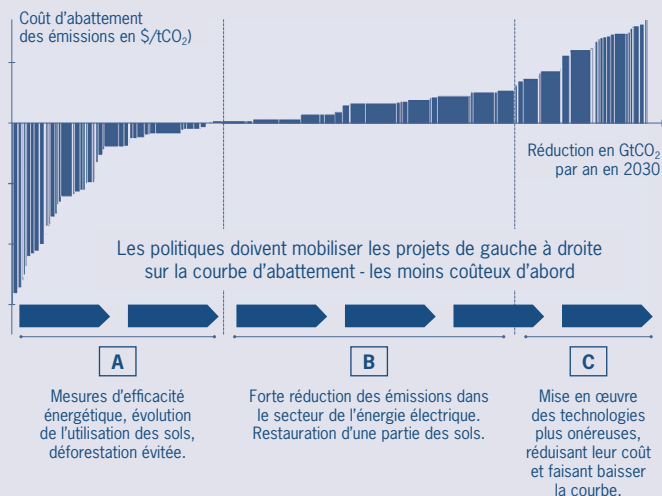 Coût d'abattement
des émissions en $/tCO₂)
Réduction en GtCO₂
par an en 2030
Les politiques doivent mobiliser les projets de gauche à droite
sur la courbe d'abattement - les moins coûteux d'abord
A
Mesures d'efficacité
énergétique, évolution
de l'utilisation des sols,
déforestation évitée.
B
Forte réduction des émissions dans
le secteur de l'énergie électrique.
Restauration d'une partie des sols.
C
Mise en œuvre
des technologies
plus onéreuses,
réduisant leur coût
et faisant baisser
la courbe.